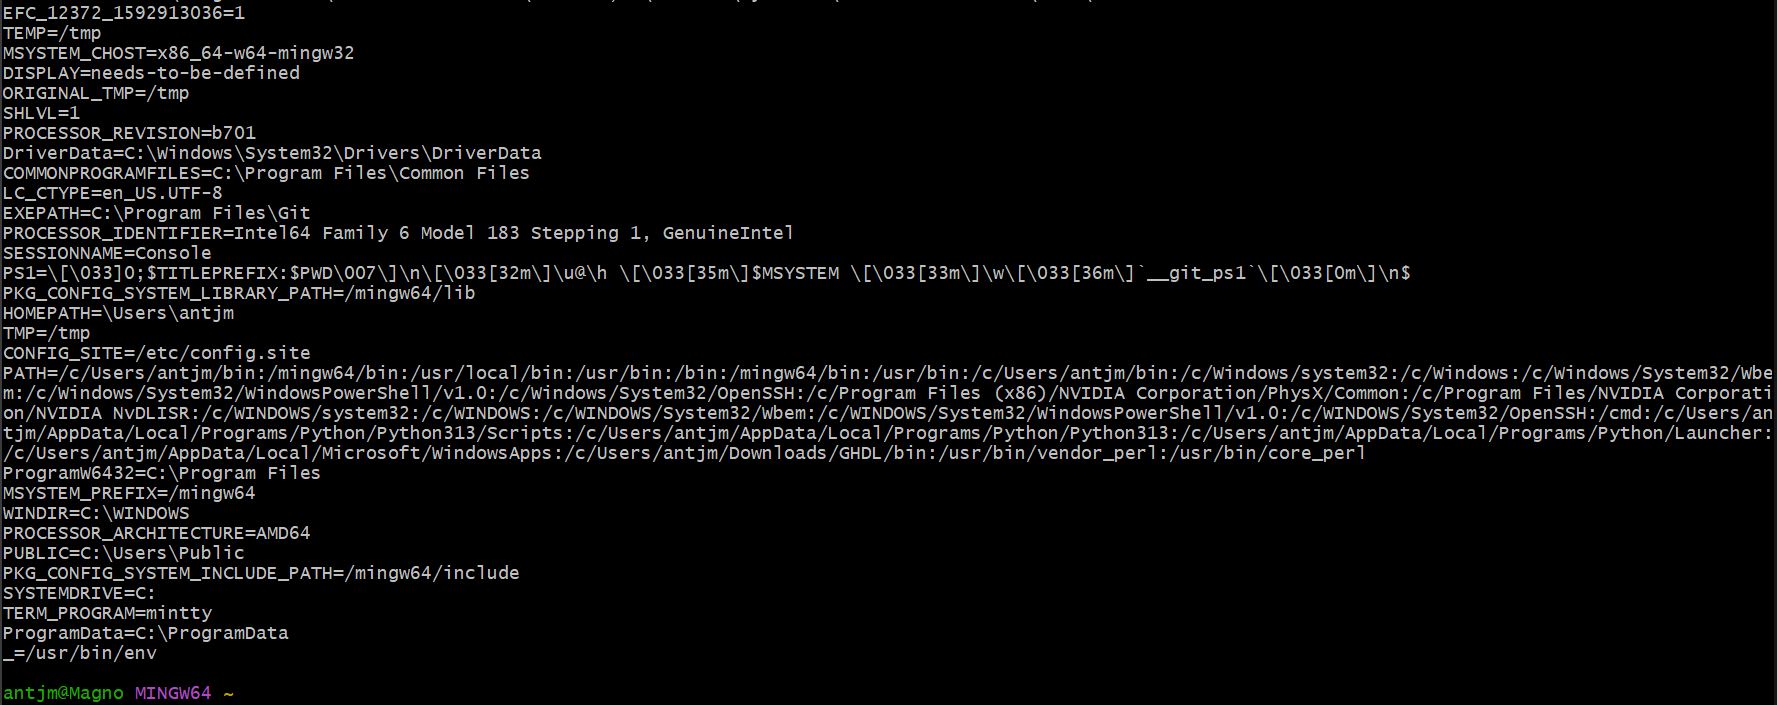 EFC_12372_1592913036=1
TEMP=/tmp
MSYSTEM_CHOST=x86_64-w64-mingw32
DISPLAY=needs-to-be-defined
ORIGINAL_TMP=/tmp
SHLVL=1
PROCESSOR_REVISION=b701
DriverData=C:\Windows\System32\Drivers\DriverData
COMMONPROGRAMFILES=C:\Program Files\Common Files
LC_CTYPE=en_US.UTF-8
EXEPATH=C:\Program Files\Git
PROCESSOR_IDENTIFIER=Intel64 Family 6 Model 183 Stepping 1, GenuineIntel
SESSIONNAME=Console
PS1=\[\033]0;$TITLEPREFIX:$PWD\007\]\n\[\033[32m\]\u@\h \[\033[35m\]$MSYSTEM \[\033[33m\]\w\[\033[36m\]`__git_ps1`\[\033[0m\]\n$
PKG_CONFIG_SYSTEM_LIBRARY_PATH=/mingw64/lib
HOMEPATH=\Users\antjm
TMP=/tmp
CONFIG_SITE=/etc/config.site
PATH=/c/Users/antjm/bin:/mingw64/bin:/usr/local/bin:/usr/bin:/bin:/mingw64/bin:/usr/bin:/c/Users/antjm/bin:/c/Windows/system32:/c/Windows:/c/Windows/System32/Wbe
m:/c/Windows/System32/WindowsPowerShell/v1.0:/c/Windows/System32/OpenSSH:/c/Program Files (x86)/NVIDIA Corporation/PhysX/Common:/c/Program Files/NVIDIA Corporati
on/NVIDIA NvDLISR:/c/WINDOWS/system32:/c/WINDOWS:/c/WINDOWS/System32/Wbem:/c/WINDOWS/System32/WindowsPowerShell/v1.0:/c/WINDOWS/System32/OpenSSH:/cmd:/c/Users/an
tjm/AppData/Local/Programs/Python/Python313/Scripts:/c/Users/antjm/AppData/Local/Programs/Python/Python313:/c/Users/antjm/AppData/Local/Programs/Python/Launcher:
/c/Users/antjm/AppData/Local/Microsoft/WindowsApps:/c/Users/antjm/Downloads/GHDL/bin:/usr/bin/vendor_perl:/usr/bin/core_perl
ProgramW6432=C:\Program Files
MSYSTEM_PREFIX=/mingw64
WINDIR=C:\WINDOWS
PROCESSOR_ARCHITECTURE=AMD64
PUBLIC=C:\Users\Public
PKG_CONFIG_SYSTEM_INCLUDE_PATH=/mingw64/include
SYSTEMDRIVE=C:
TERM_PROGRAM=mintty
ProgramData=C:\ProgramData
_=/usr/bin/env
antjm@Magno MINGW64 ~